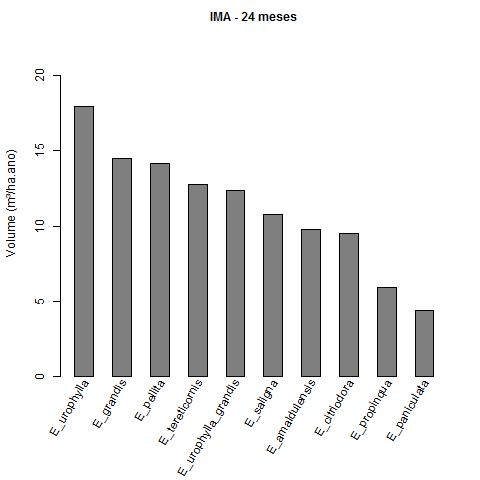 IMA - 24 meses
Volume (m³/ha.ano)
20
15
10
5
0
E_urophylla
E_grandis
E_pellita
E_tereticornis
E_urophylla_grandis
E_saligna
E_amaldulensis
E_citriodora
E_propinqua
E_paniculata